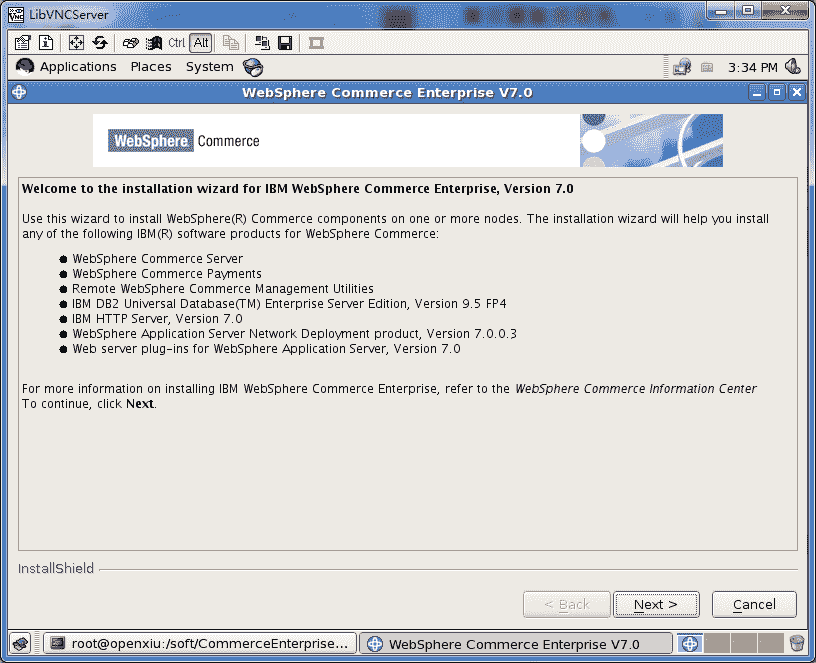 LibVNCServer
Ctrl Alt
Applications Places System 3:34 PM
WebSphere Commerce Enterprise V7.0
WebSphere Commerce
Welcome to the installation wizard for IBM WebSphere Commerce Enterprise, Version 7.0
Use this wizard to install WebSphere(R) Commerce components on one or more nodes. The installation wizard will help you install
any of the following IBM(R) software products for WebSphere Commerce:
● WebSphere Commerce Server
● WebSphere Commerce Payments
● Remote WebSphere Commerce Management Utilities
● IBM DB2 Universal Database(TM) Enterprise Server Edition, Version 9.5 FP4
● IBM HTTP Server, Version 7.0
● WebSphere Application Server Network Deployment product, Version 7.0.0.3
● Web server plug-ins for WebSphere Application Server, Version 7.0
For more information on installing IBM WebSphere Commerce Enterprise, refer to the WebSphere Commerce Information Center
To continue, click Next.
InstallShield
< Back Next > Cancel
root@openxiu:/soft/CommerceEnterprise... WebSphere Commerce Enterprise V7.0